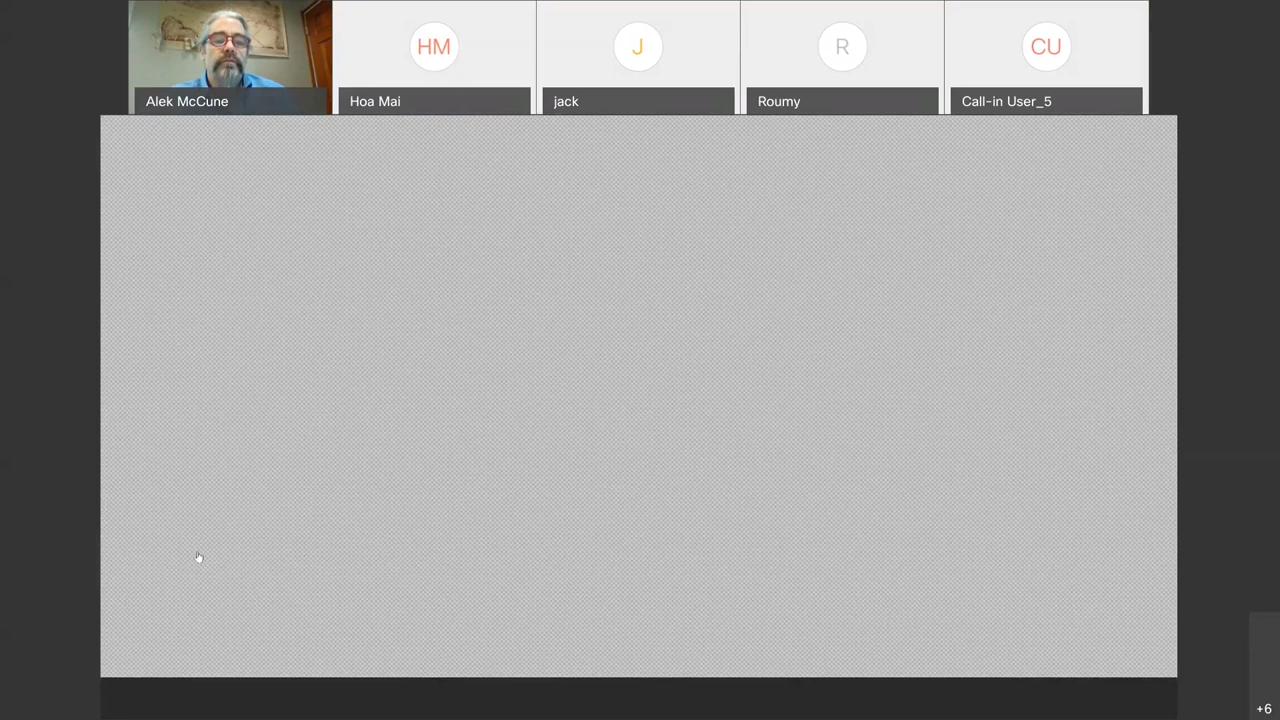 HM
J
R
CU
Alek McCune
Hoa Mai
jack
Roumy
Call-in User_5
+6